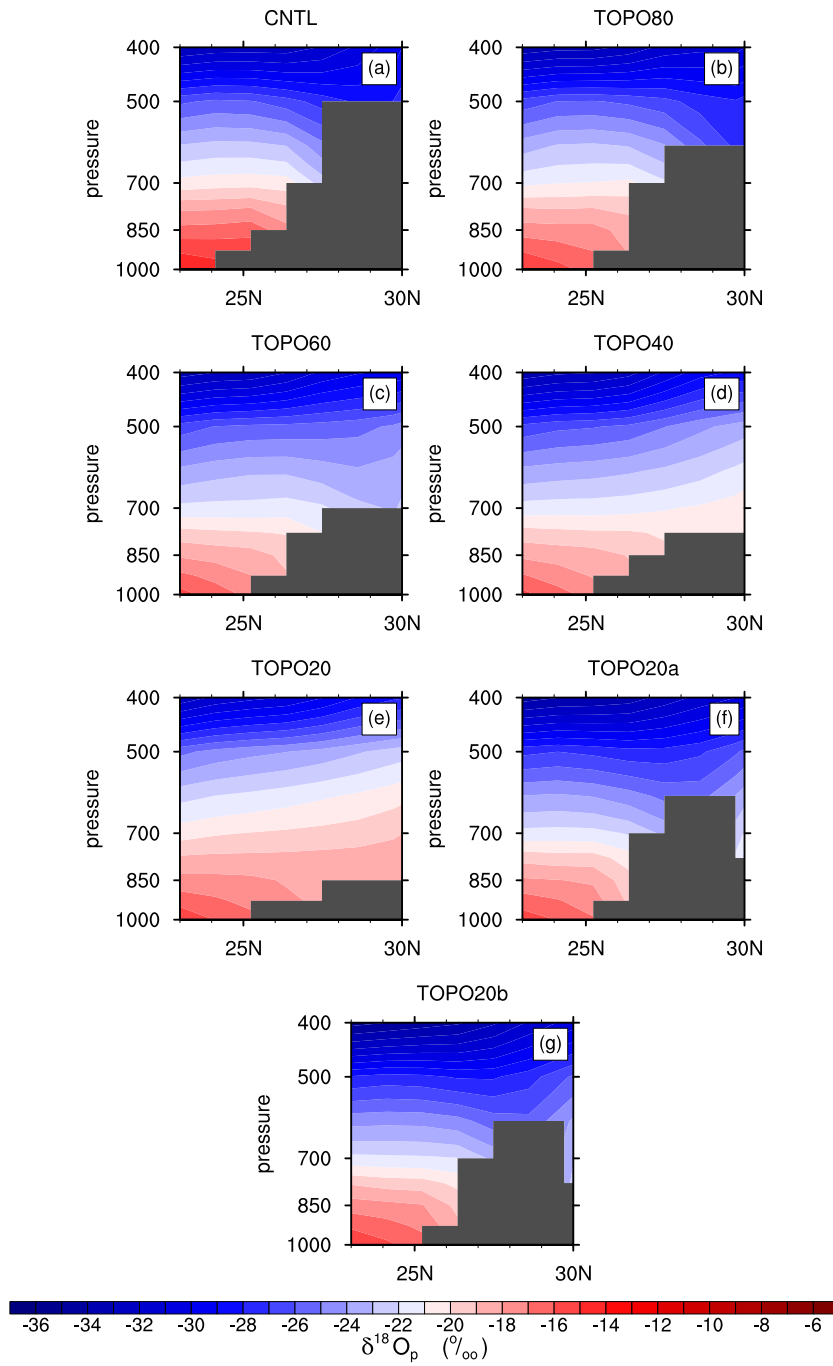 CNTL
TOPO80
(a)
(b)
400
500
700
850
1000
pressure
25N
30N
400
500
700
850
1000
pressure
25N
30N
TOPO60
TOPO40
(c)
(d)
400
500
700
850
1000
pressure
25N
30N
400
500
700
850
1000
pressure
25N
30N
TOPO20
TOPO20a
(e)
(f)
400
500
700
850
1000
pressure
25N
30N
400
500
700
850
1000
pressure
25N
30N
TOPO20b
(g)
400
500
700
850
1000
pressure
25N
30N
-36 -34 -32 -30 -28 -26 -24 -22 -20 -18 -16 -14 -12 -10 -8 -6
δ¹⁸Oₚ (⁰/₀₀)